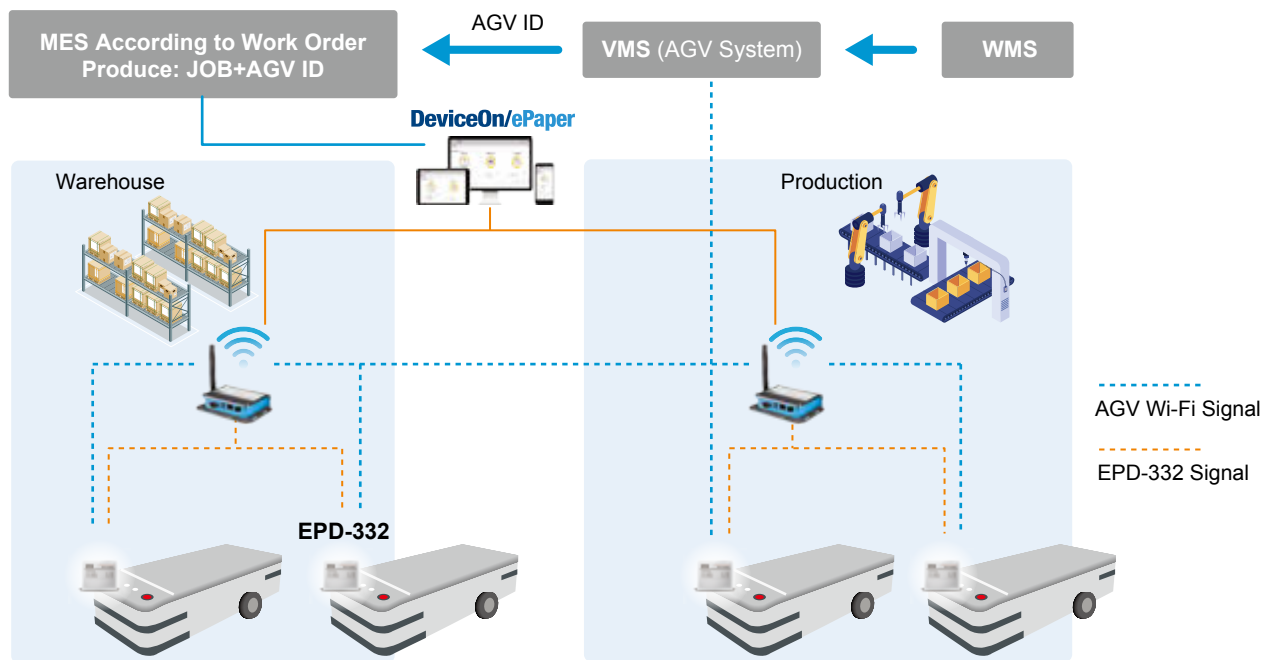 AGV ID
MES According to Work Order
Produce: JOB+AGV ID
VMS (AGV System)
WMS
DeviceOn/ePaper
Warehouse
Production
AGV Wi-Fi Signal
EPD-332 Signal
EPD-332